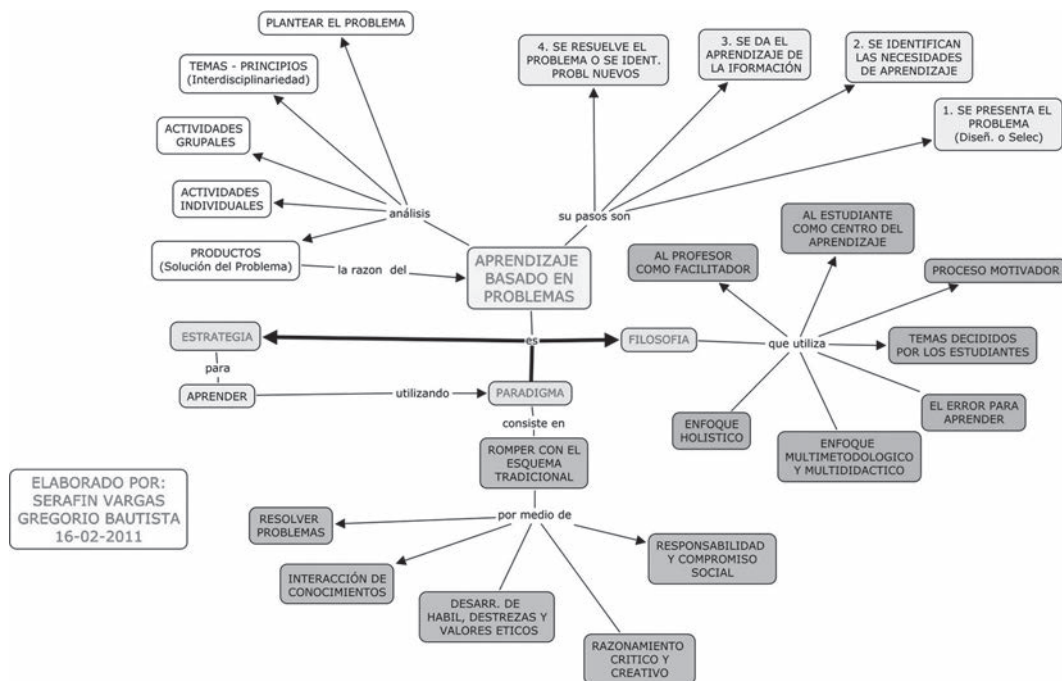 PLANTEAR EL PROBLEMA
TEMAS - PRINCIPIOS
(Interdisciplinariedad)
ACTIVIDADES
GRUPALES
ACTIVIDADES
INDIVIDUALES
PRODUCTOS
(Solución del Problema)
análisis
la razon del
4. SE RESUELVE EL
PROBLEMA O SE IDENT.
PROBL NUEVOS
3. SE DA EL
APRENDIZAJE DE
LA IFORMACIÓN
2. SE IDENTIFICAN
LAS NECESIDADES
DE APRENDIZAJE
1. SE PRESENTA EL
PROBLEMA
(Diseñ. o Selec)
su pasos son
APRENDIZAJE
BASADO EN
PROBLEMAS
es
ESTRATEGIA
para
APRENDER
utilizando
PARADIGMA
FILOSOFIA
que utiliza
AL PROFESOR
COMO FACILITADOR
AL ESTUDIANTE
COMO CENTRO DEL
APRENDIZAJE
PROCESO MOTIVADOR
TEMAS DECIDIDOS
POR LOS ESTUDIANTES
EL ERROR PARA
APRENDER
ENFOQUE
MULTIMETODOLOGICO
Y MULTIDIDACTICO
ENFOQUE
HOLISTICO
consiste en
ROMPER CON EL
ESQUEMA
TRADICIONAL
por medio de
RESOLVER
PROBLEMAS
INTERACCIÓN DE
CONOCIMIENTOS
DESARR. DE
HABIL, DESTREZAS Y
VALORES ETICOS
RAZONAMIENTO
CRITICO Y
CREATIVO
RESPONSABILIDAD
Y COMPROMISO
SOCIAL
ELABORADO POR:
SERAFIN VARGAS
GREGORIO BAUTISTA
16-02-2011